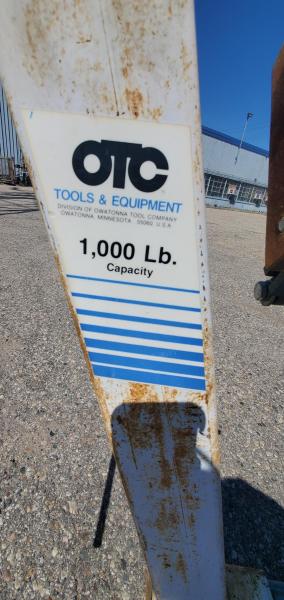 OTC
TOOLS & EQUIPMENT
DIVISION OF OWATONNA TOOL COMPANY
OWATONNA, MINNESOTA 55060 U.S.A
1,000 Lb.
Capacity